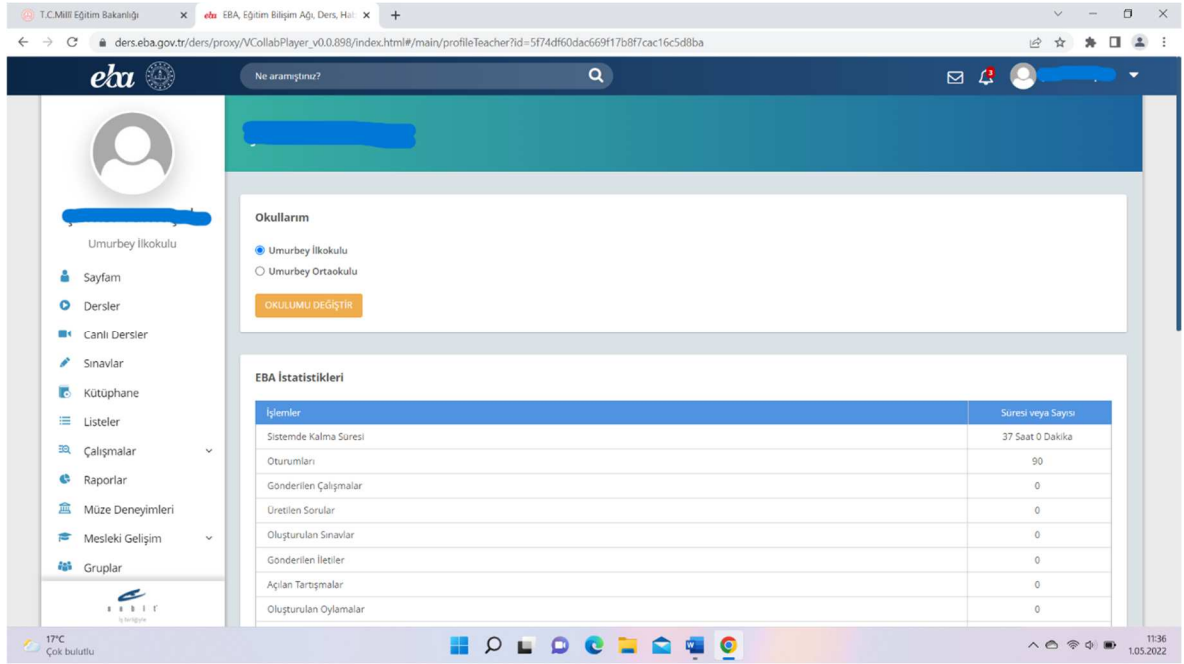 T.C.Millî Eğitim Bakanlığı
eba EBA, Eğitim Bilişim Ağı, Ders, Hab
ders.eba.gov.tr/ders/proxy/VCollabPlayer_v0.0.898/index.html#/main/profileTeacher?id=5f74df60dac669f17b8f7cac16c5d8ba
eba
Ne aramıştınız?
3
Umurbey İlkokulu
Sayfam
Dersler
Canlı Dersler
Sınavlar
Kütüphane
Listeler
Çalışmalar
Raporlar
Müze Deneyimleri
Mesleki Gelişim
Gruplar
sebit
Okullarım
Umurbey İlkokulu
Umurbey Ortaokulu
OKULUMU DEĞİŞTİR
EBA İstatistikleri
İşlemler Süresi veya Sayısı
Sistemde Kalma Süresi 37 Saat 0 Dakika
Oturumları 90
Gönderilen Çalışmalar 0
Üretilen Sorular 0
Oluşturulan Sınavlar 0
Gönderilen İletiler 0
Açılan Tartışmalar 0
Oluşturulan Oylamalar 0
17°C
Çok bulutlu
11:36
1.05.2022